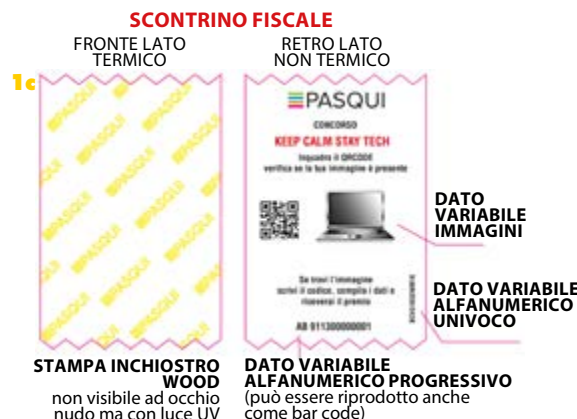 SCONTRINO FISCALE
FRONTE LATO
TERMICO
RETRO LATO
NON TERMICO
1c
PASQUI
PASQUI
CONCORSO
KEEP CALM STAY TECH
Inquadra il QRCODE
verifica se la tua immagine è presente
DATO
VARIABILE
IMMAGINI
Se trovi l'immagine
scrivi il codice, compila i dati e
riceverai il premio
AB 911300000001
DATO VARIABILE
ALFANUMERICO
UNIVOCO
STAMPA INCHIOSTRO
WOOD
non visibile ad occhio
nudo ma con luce UV
DATO VARIABILE
ALFANUMERICO PROGRESSIVO
(può essere riprodotto anche
come bar code)